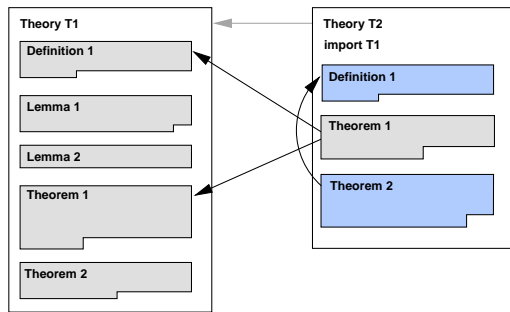 Theory T1
Definition 1
Lemma 1
Lemma 2
Theorem 1
Theorem 2
Theory T2
import T1
Definition 1
Theorem 1
Theorem 2